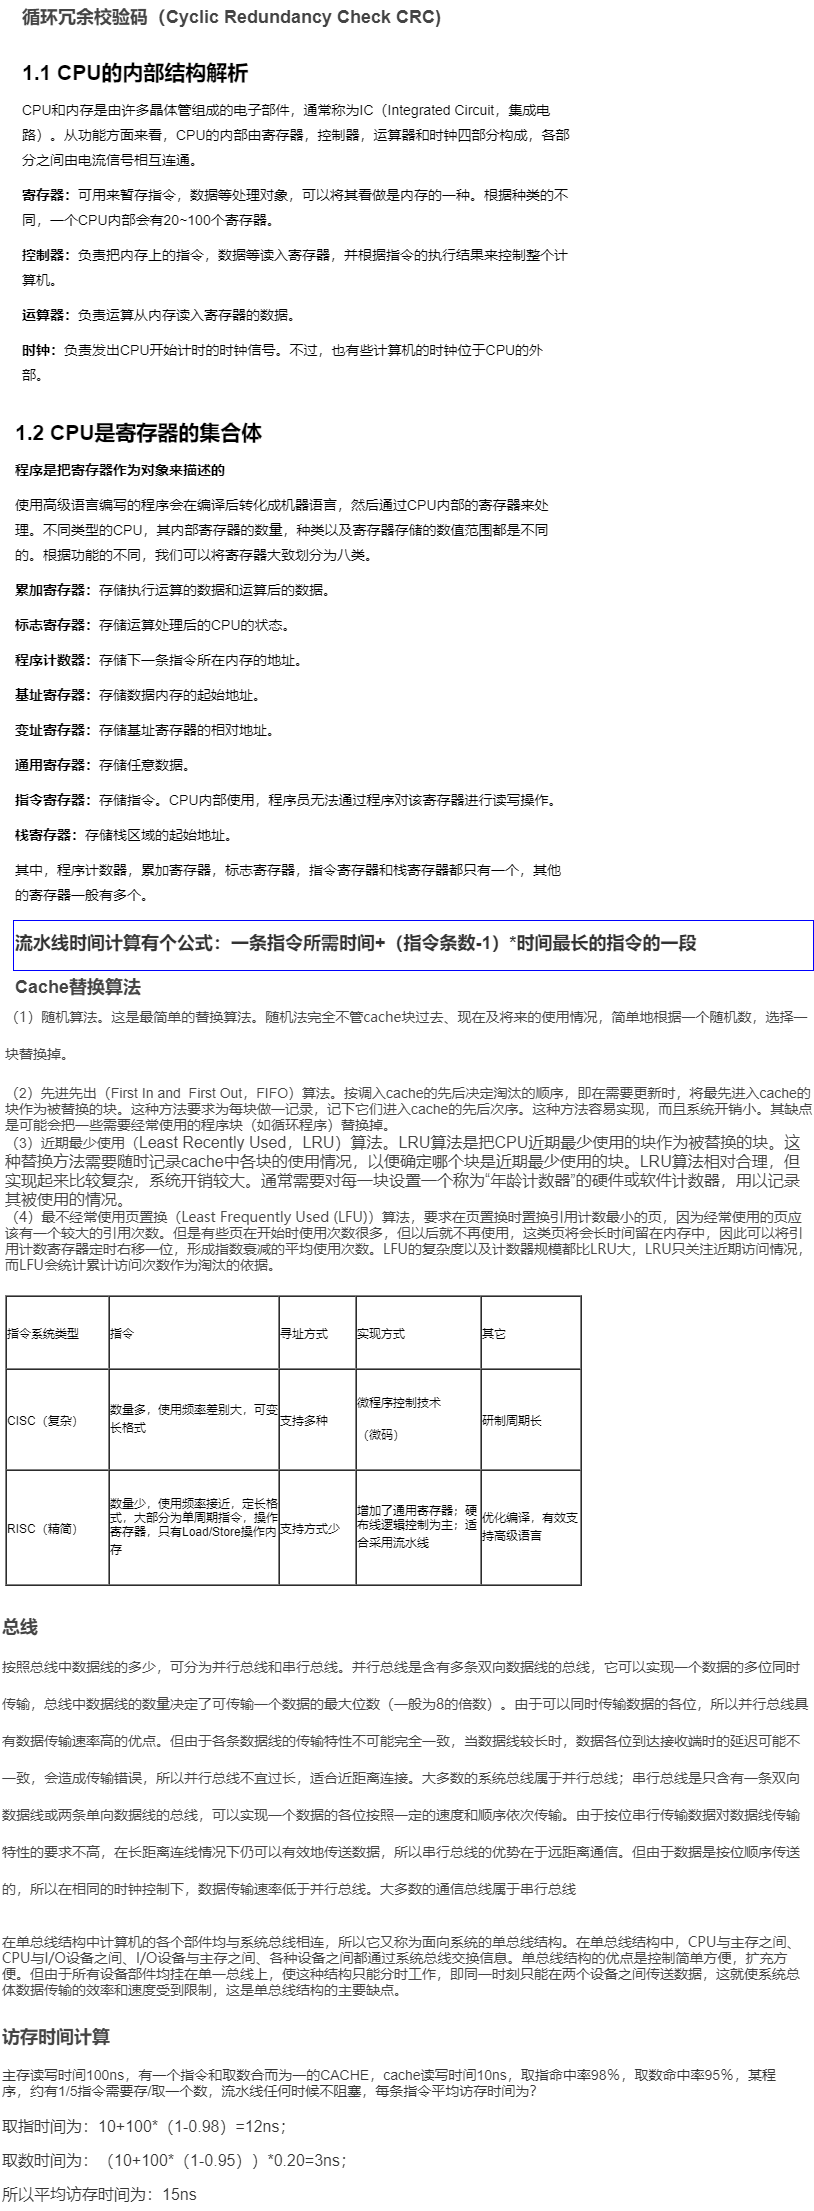 循环冗余校验码（Cyclic Redundancy Check CRC)
1.1 CPU的内部结构解析
CPU和内存是由许多晶体管组成的电子部件，通常称为IC（Integrated Circuit，集成电
路）。从功能方面来看，CPU的内部由寄存器，控制器，运算器和时钟四部分构成，各部
分之间由电流信号相互连通。
寄存器：可用来暂存指令，数据等处理对象，可以将其看做是内存的一种。根据种类的不
同，一个CPU内部会有20~100个寄存器。
控制器：负责把内存上的指令，数据等读入寄存器，并根据指令的执行结果来控制整个计
算机。
运算器：负责运算从内存读入寄存器的数据。
时钟：负责发出CPU开始计时的时钟信号。不过，也有些计算机的时钟位于CPU的外
部。
1.2 CPU是寄存器的集合体
程序是把寄存器作为对象来描述的
使用高级语言编写的程序会在编译后转化成机器语言，然后通过CPU内部的寄存器来处
理。不同类型的CPU，其内部寄存器的数量，种类以及寄存器存储的数值范围都是不同
的。根据功能的不同，我们可以将寄存器大致划分为八类。
累加寄存器：存储执行运算的数据和运算后的数据。
标志寄存器：存储运算处理后的CPU的状态。
程序计数器：存储下一条指令所在内存的地址。
基址寄存器：存储数据内存的起始地址。
变址寄存器：存储基址寄存器的相对地址。
通用寄存器：存储任意数据。
指令寄存器：存储指令。CPU内部使用，程序员无法通过程序对该寄存器进行读写操作。
栈寄存器：存储栈区域的起始地址。
其中，程序计数器，累加寄存器，标志寄存器，指令寄存器和栈寄存器都只有一个，其他
的寄存器一般有多个。
流水线时间计算有个公式：一条指令所需时间+（指令条数-1）*时间最长的指令的一段
Cache替换算法
（1）随机算法。这是最简单的替换算法。随机法完全不管cache块过去、现在及将来的使用情况，简单地根据一个随机数，选择一
块替换掉。
（2）先进先出（First In and  First Out，FIFO）算法。按调入cache的先后决定淘汰的顺序，即在需要更新时，将最先进入cache的
块作为被替换的块。这种方法要求为每块做一记录，记下它们进入cache的先后次序。这种方法容易实现，而且系统开销小。其缺点
是可能会把一些需要经常使用的程序块（如循环程序）替换掉。
（3）近期最少使用（Least Recently Used，LRU）算法。LRU算法是把CPU近期最少使用的块作为被替换的块。这
种替换方法需要随时记录cache中各块的使用情况，以便确定哪个块是近期最少使用的块。LRU算法相对合理，但
实现起来比较复杂，系统开销较大。通常需要对每一块设置一个称为“年龄计数器”的硬件或软件计数器，用以记录
其被使用的情况。
（4）最不经常使用页置换（Least Frequently Used (LFU)）算法，要求在页置换时置换引用计数最小的页，因为经常使用的页应
该有一个较大的引用次数。但是有些页在开始时使用次数很多，但以后就不再使用，这类页将会长时间留在内存中，因此可以将引
用计数寄存器定时右移一位，形成指数衰减的平均使用次数。LFU的复杂度以及计数器规模都比LRU大，LRU只关注近期访问情况，
而LFU会统计累计访问次数作为淘汰的依据。
指令系统类型 指令 寻址方式 实现方式 其它
CISC（复杂） 数量多，使用频率差别大，可变
长格式 支持多种 微程序控制技术
（微码） 研制周期长
RISC（精简） 数量少，使用频率接近，定长格
式，大部分为单周期指令，操作
寄存器，只有Load/Store操作内
存 支持方式少 增加了通用寄存器；硬
布线逻辑控制为主；适
合采用流水线 优化编译，有效支
持高级语言
总线
按照总线中数据线的多少，可分为并行总线和串行总线。并行总线是含有多条双向数据线的总线，它可以实现一个数据的多位同时
传输，总线中数据线的数量决定了可传输一个数据的最大位数（一般为8的倍数）。由于可以同时传输数据的各位，所以并行总线具
有数据传输速率高的优点。但由于各条数据线的传输特性不可能完全一致，当数据线较长时，数据各位到达接收端时的延迟可能不
一致，会造成传输错误，所以并行总线不宜过长，适合近距离连接。大多数的系统总线属于并行总线；串行总线是只含有一条双向
数据线或两条单向数据线的总线，可以实现一个数据的各位按照一定的速度和顺序依次传输。由于按位串行传输数据对数据线传输
特性的要求不高，在长距离连线情况下仍可以有效地传送数据，所以串行总线的优势在于远距离通信。但由于数据是按位顺序传送
的，所以在相同的时钟控制下，数据传输速率低于并行总线。大多数的通信总线属于串行总线
在单总线结构中计算机的各个部件均与系统总线相连，所以它又称为面向系统的单总线结构。在单总线结构中，CPU与主存之间、
CPU与I/O设备之间、I/O设备与主存之间、各种设备之间都通过系统总线交换信息。单总线结构的优点是控制简单方便，扩充方
便。但由于所有设备部件均挂在单一总线上，使这种结构只能分时工作，即同一时刻只能在两个设备之间传送数据，这就使系统总
体数据传输的效率和速度受到限制，这是单总线结构的主要缺点。
访存时间计算
主存读写时间100ns，有一个指令和取数合而为一的CACHE，cache读写时间10ns，取指命中率98%，取数命中率95%，某程
序，约有1/5指令需要存/取一个数，流水线任何时候不阻塞，每条指令平均访存时间为？
取指时间为：10+100*（1-0.98）=12ns；
取数时间为：（10+100*（1-0.95））*0.20=3ns；
所以平均访存时间为：15ns